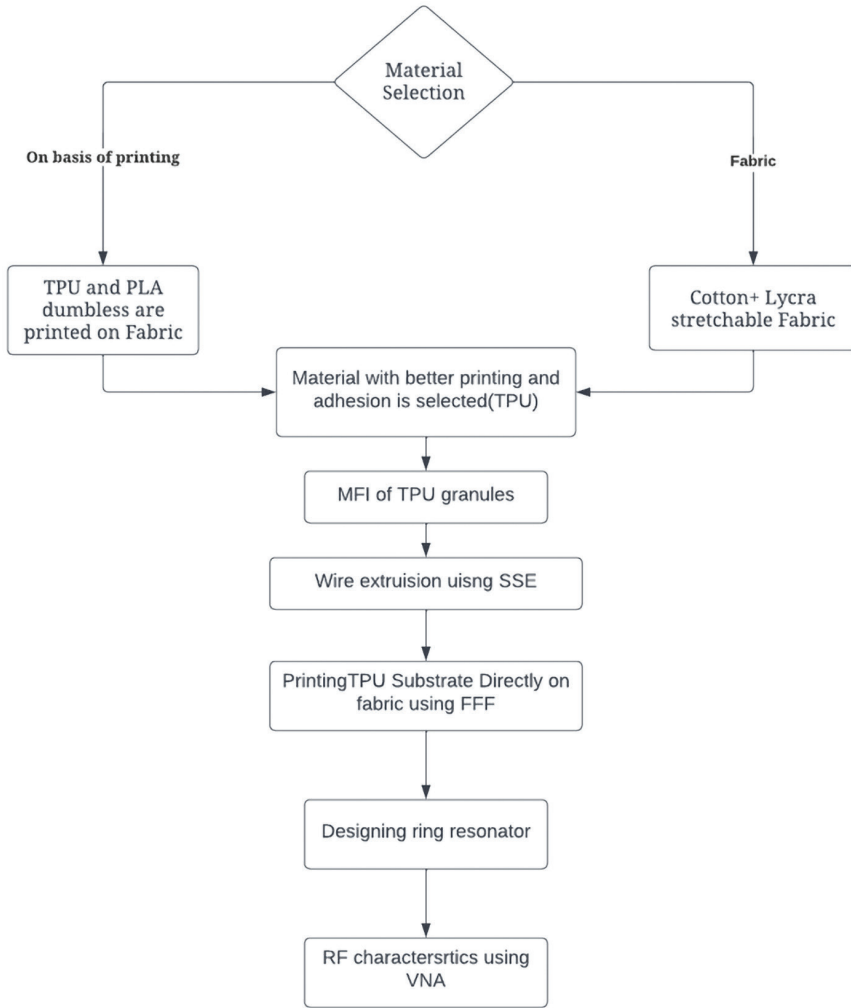 Material
Selection
On basis of printing
Fabric
TPU and PLA
dumbless are
printed on Fabric
Cotton+ Lycra
stretchable Fabric
Material with better printing and
adhesion is selected(TPU)
MFI of TPU granules
Wire extruision uisng SSE
PrintingTPU Substrate Directly on
fabric using FFF
Designing ring resonator
RF charactersrtics using
VNA